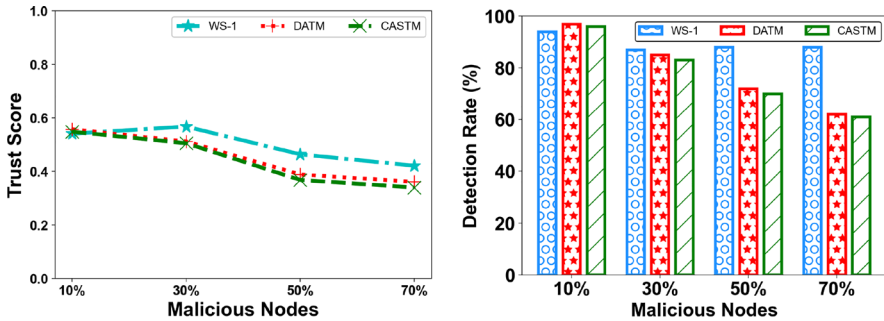 WS-1 DATM CASTM
1.0
0.8
0.6
0.4
0.2
0.0
Trust Score
10% 30% 50% 70%
Malicious Nodes
WS-1 DATM CASTM
100
80
60
40
20
0
Detection Rate (%)
10% 30% 50% 70%
Malicious Nodes